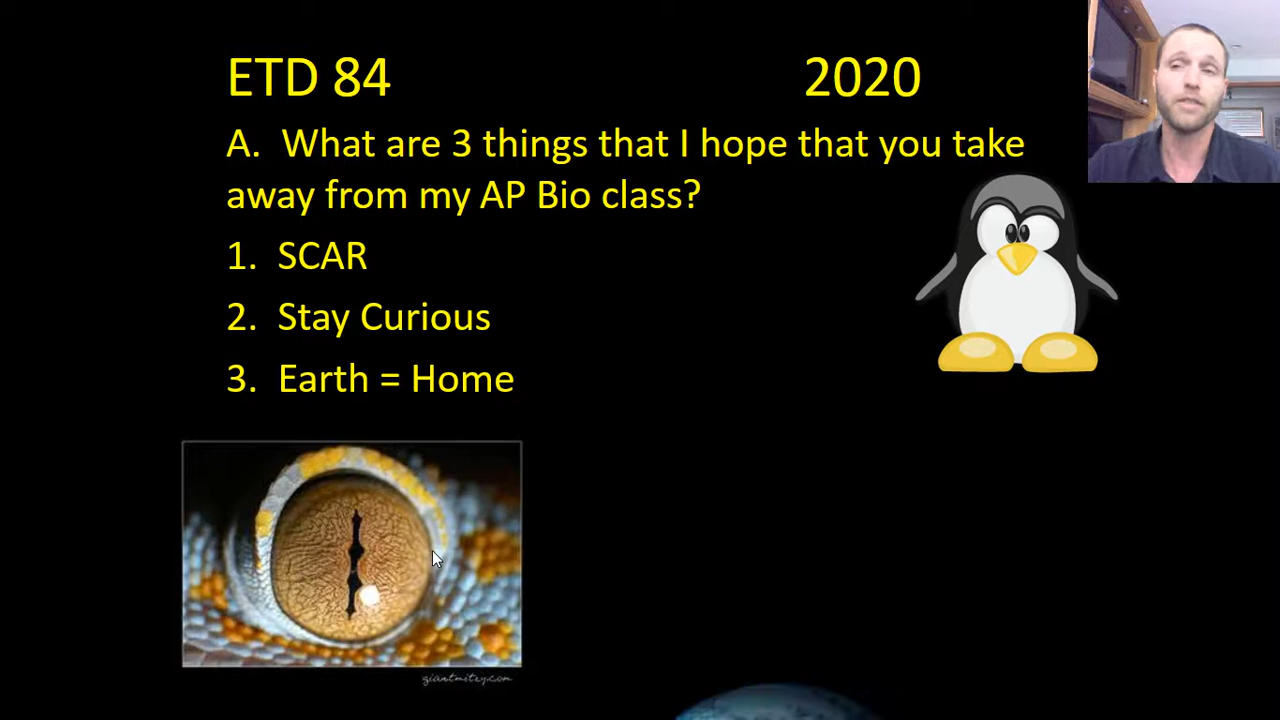 ETD 84 2020
A. What are 3 things that I hope that you take
away from my AP Bio class?
1. SCAR
2. Stay Curious
3. Earth = Home
giantmitey.com